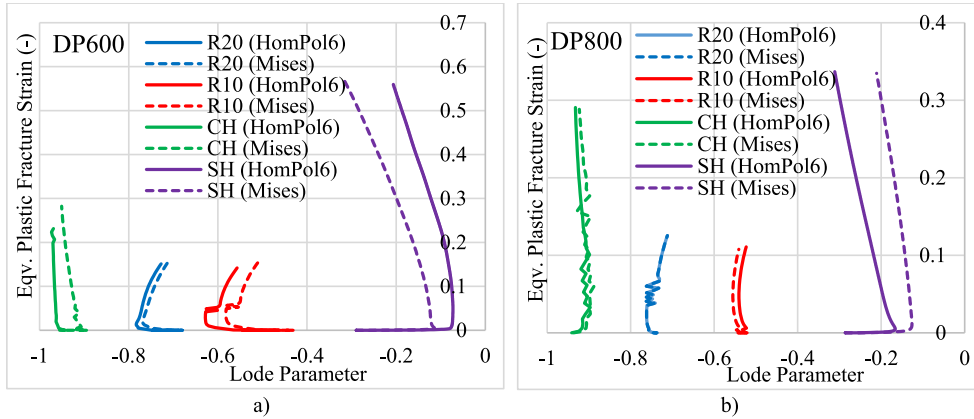 DP600
Eqv. Plastic Fracture Strain (-)
R20 (HomPol6)
R20 (Mises)
R10 (HomPol6)
R10 (Mises)
CH (HomPol6)
CH (Mises)
SH (HomPol6)
SH (Mises)
0.7
0.6
0.5
0.4
0.3
0.2
0.1
0
-1
-0.8
-0.6
-0.4
-0.2
0
Lode Parameter
a)
DP800
Eqv. Plastic Fracture Strain (-)
R20 (HomPol6)
R20 (Mises)
R10 (HomPol6)
R10 (Mises)
CH (HomPol6)
CH (Mises)
SH (HomPol6)
SH (Mises)
0.4
0.3
0.2
0.1
0
-1
-0.8
-0.6
-0.4
-0.2
0
Lode Parameter
b)